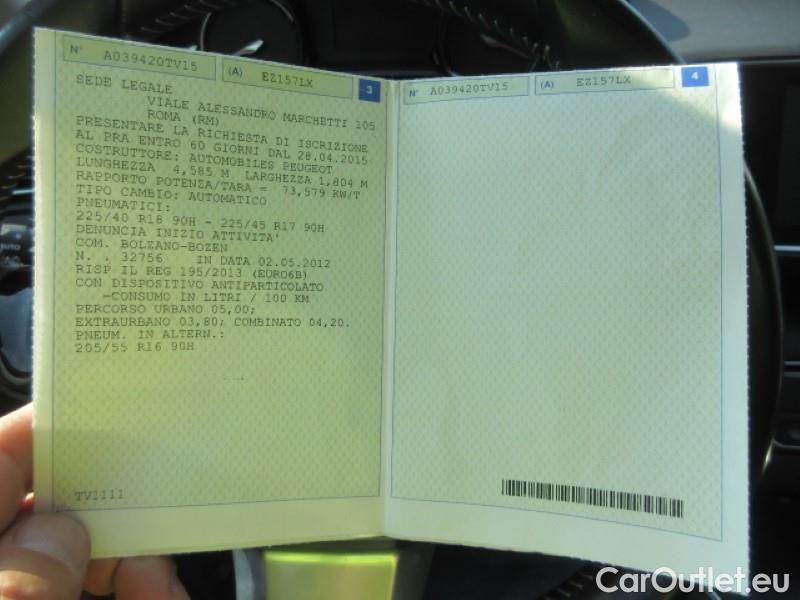 N° A039420TV15 (A) EZ157LX 3
SEDE LEGALE
VIALE ALESSANDRO MARCHETTI 105
ROMA (RM)
PRESENTARE LA RICHIESTA DI ISCRIZIONE
AL PRA ENTRO 60 GIORNI DAL 28.04.2015
COSTRUTTORE: AUTOMOBILES PEUGEOT
LUNGHEZZA 4,585 M LARGHEZZA 1,804 M
RAPPORTO POTENZA/TARA = 73,579 KW/T
TIPO CAMBIO: AUTOMATICO
PNEUMATICI:
225/40 R18 90H - 225/45 R17 90H
DENUNCIA INIZIO ATTIVITA'
COM. BOLZANO-BOZEN
N. . 32756 IN DATA 02.05.2012
RISP IL REG 195/2013 (EURO6B)
CON DISPOSITIVO ANTIPARTICOLATO
-CONSUMO IN LITRI / 100 KM
PERCORSO URBANO 05,00;
EXTRAURBANO 03,80; COMBINATO 04,20.
PNEUM. IN ALTERN.:
205/55 R16 90H
TV1111
N° A039420TV15 (A) EZ157LX 4
AUTO
CarOutlet.eu